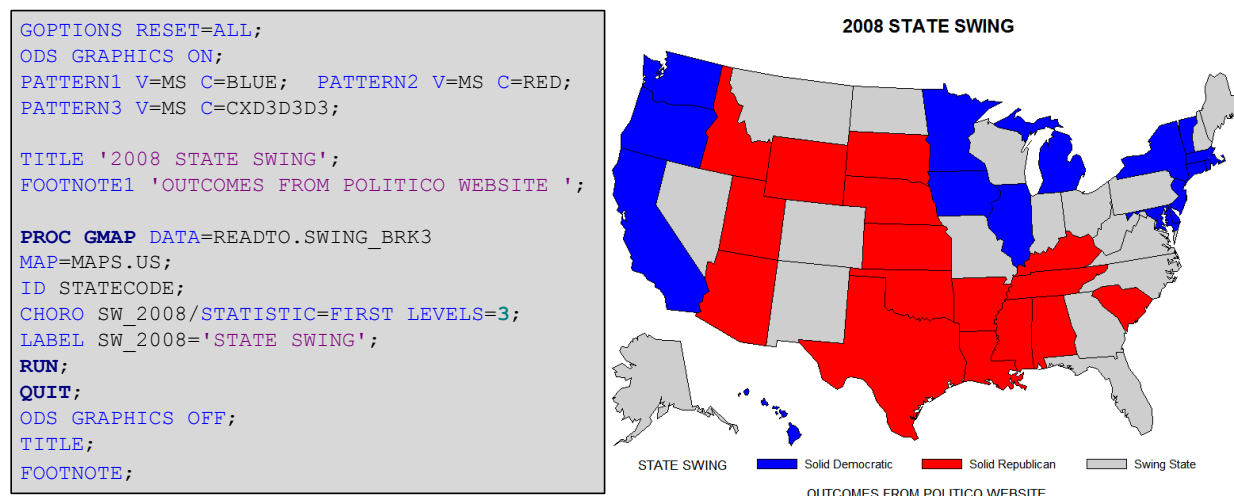 GOPTIONS RESET=ALL;
ODS GRAPHICS ON;
PATTERN1 V=MS C=BLUE; PATTERN2 V=MS C=RED;
PATTERN3 V=MS C=CXD3D3D3;
TITLE '2008 STATE SWING';
FOOTNOTE1 'OUTCOMES FROM POLITICO WEBSITE ';
PROC GMAP DATA=READTO.SWING_BRK3
MAP=MAPS.US;
ID STATECODE;
CHORO SW_2008/STATISTIC=FIRST LEVELS=3;
LABEL SW_2008='STATE SWING';
RUN;
QUIT;
ODS GRAPHICS OFF;
TITLE;
FOOTNOTE;
2008 STATE SWING
STATE SWING Solid Democratic Solid Republican Swing State
OUTCOMES FROM POLITICO WEBSITE